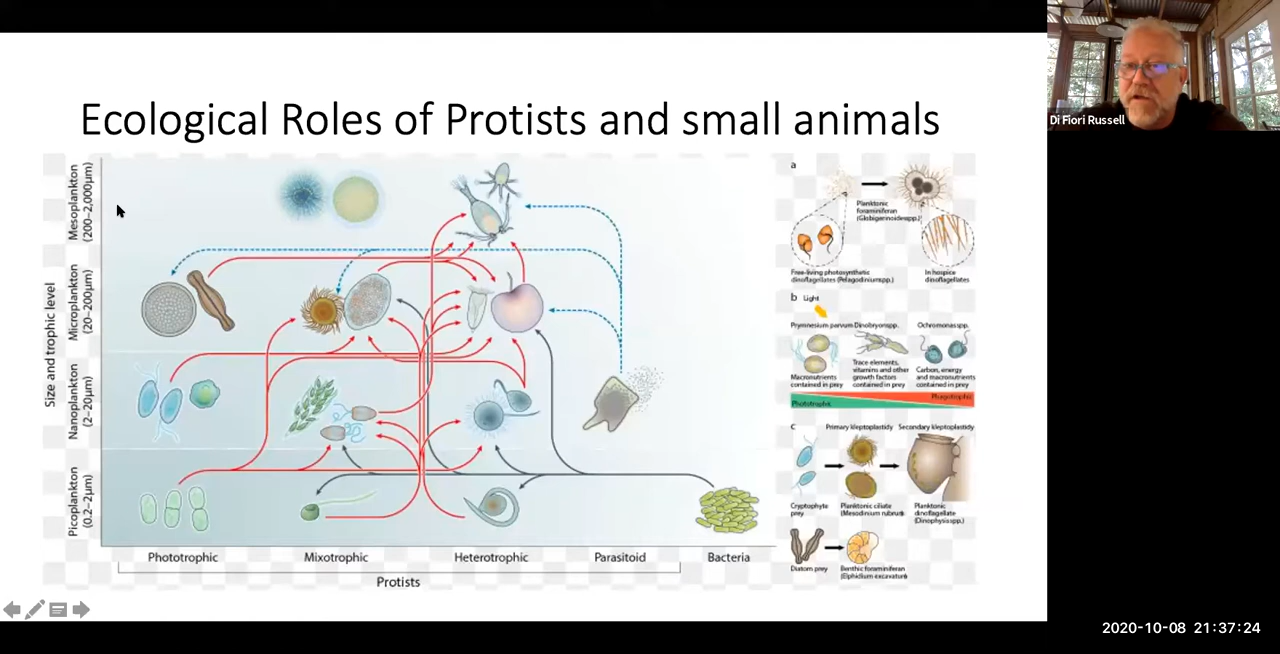 Ecological Roles of Protists and small animals
Di Fiori Russell
Size and trophic level
Mesoplankton
(200–2,000µm)
Microplankton
(20–200µm)
Nanoplankton
(2–20µm)
Picoplankton
(0.2–2µm)
Phototrophic
Mixotrophic
Heterotrophic
Parasitoid
Bacteria
Protists
a
Planktonic
foraminiferan
(Globigerinoides spp.)
Free-living photosynthetic
dinoflagellates (Pelagodinium spp.)
In hospice
dinoflagellates
b
Light
Prymnesium parvum
Dinobryon spp.
Ochromonas spp.
Macronutrients
contained in prey
Trace elements,
vitamins and other
growth factors
contained in prey
Carbon, energy
and macronutrients
contained in prey
Phototrophic
Phagotrophic
c
Primary kleptoplastidy
Secondary kleptoplastidy
Cryptophyte
prey
Planktonic ciliate
(Mesodinium rubrum)
Planktonic
dinoflagellate
(Dinophysis spp.)
Diatom prey
Benthic foraminiferan
(Elphidium excavatum)
2020-10-08 21:37:24